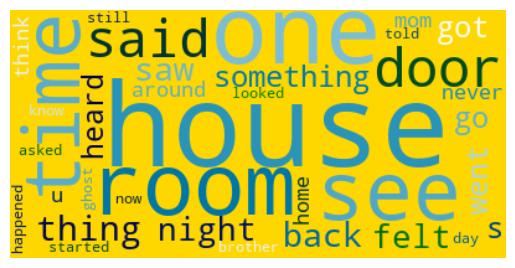 still
mom
told
got
think
time
said
one
door
saw
something
around
looked
never
know
heard
house
go
asked
room
see
went
u
ghost
now
home
happened
thing
night
back
felt
s
started
brother
day